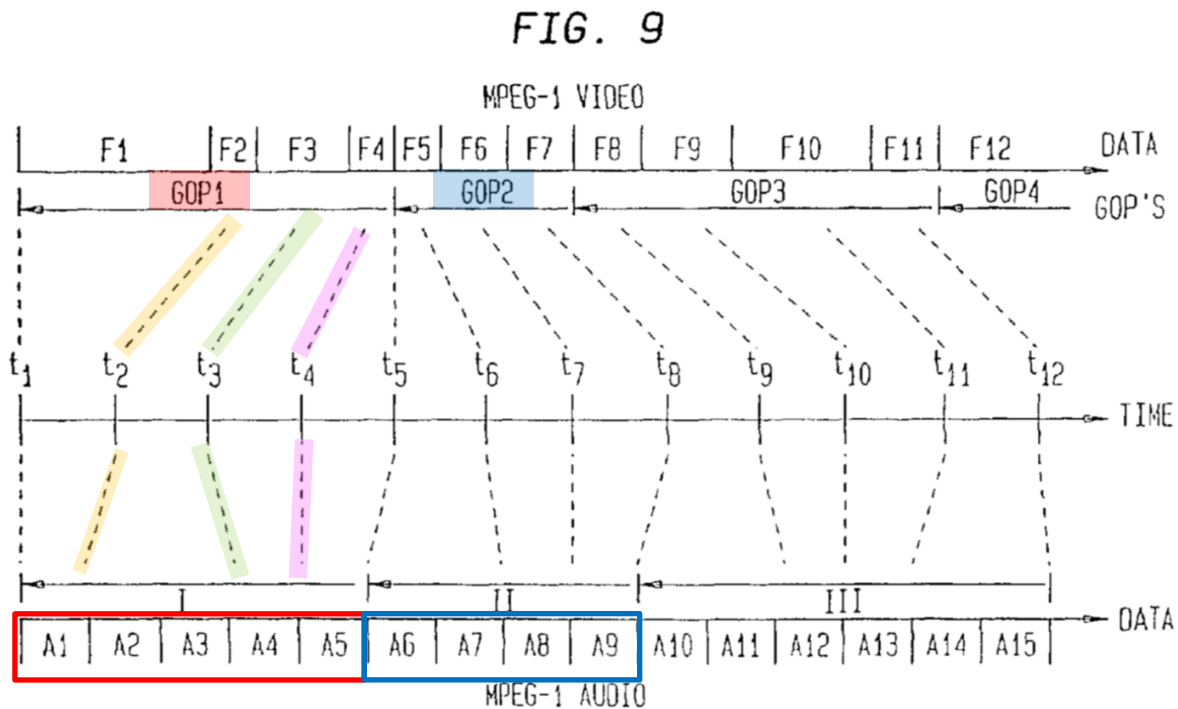 FIG. 9
MPEG-1 VIDEO
F1 F2 F3 F4 F5 F6 F7 F8 F9 F10 F11 F12 DATA
GOP1 GOP2 GOP3 GOP4 GOP'S
t1 t2 t3 t4 t5 t6 t7 t8 t9 t10 t11 t12
TIME
I II III
A1 A2 A3 A4 A5 A6 A7 A8 A9 A10 A11 A12 A13 A14 A15 DATA
MPEG-1 AUDIO